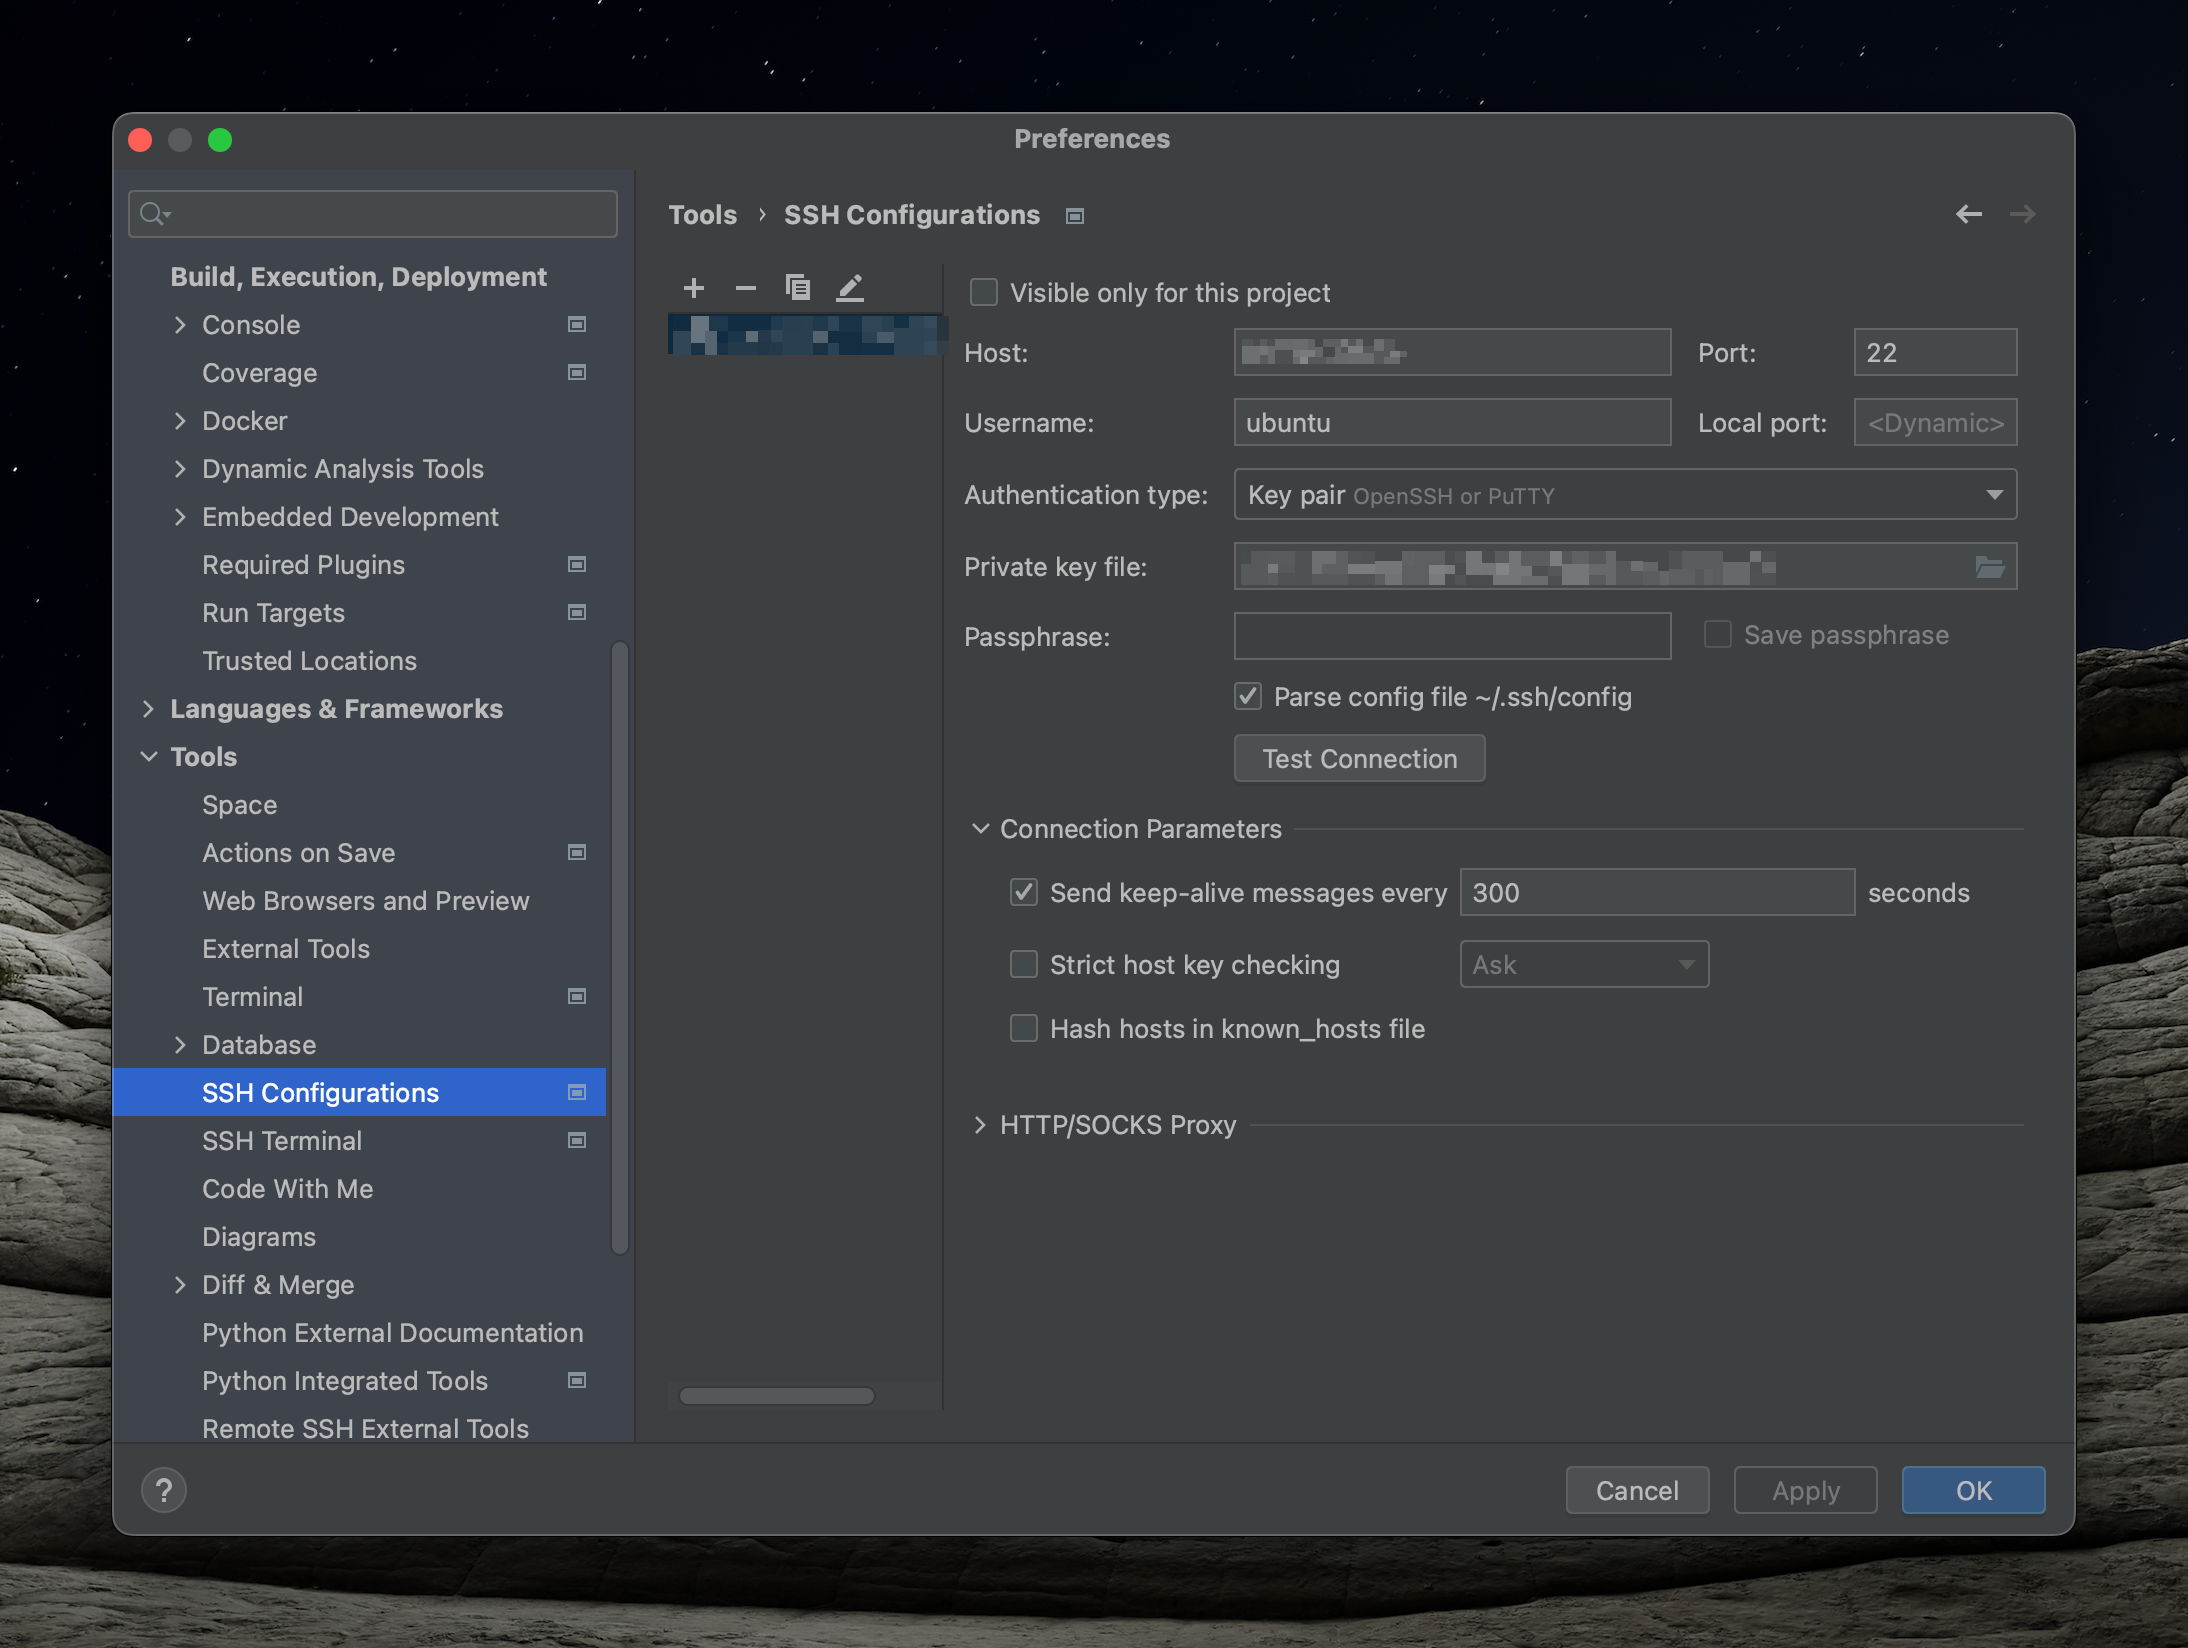 Preferences
Tools › SSH Configurations
Build, Execution, Deployment
Console
Coverage
Docker
Dynamic Analysis Tools
Embedded Development
Required Plugins
Run Targets
Trusted Locations
Languages & Frameworks
Tools
Space
Actions on Save
Web Browsers and Preview
External Tools
Terminal
Database
SSH Configurations
SSH Terminal
Code With Me
Diagrams
Diff & Merge
Python External Documentation
Python Integrated Tools
Remote SSH External Tools
Visible only for this project
Host: Port: 22
Username: ubuntu Local port: <Dynamic>
Authentication type: Key pair OpenSSH or PuTTY
Private key file:
Passphrase: Save passphrase
Parse config file ~/.ssh/config
Test Connection
Connection Parameters
Send keep-alive messages every 300 seconds
Strict host key checking Ask
Hash hosts in known_hosts file
HTTP/SOCKS Proxy
? Cancel Apply OK